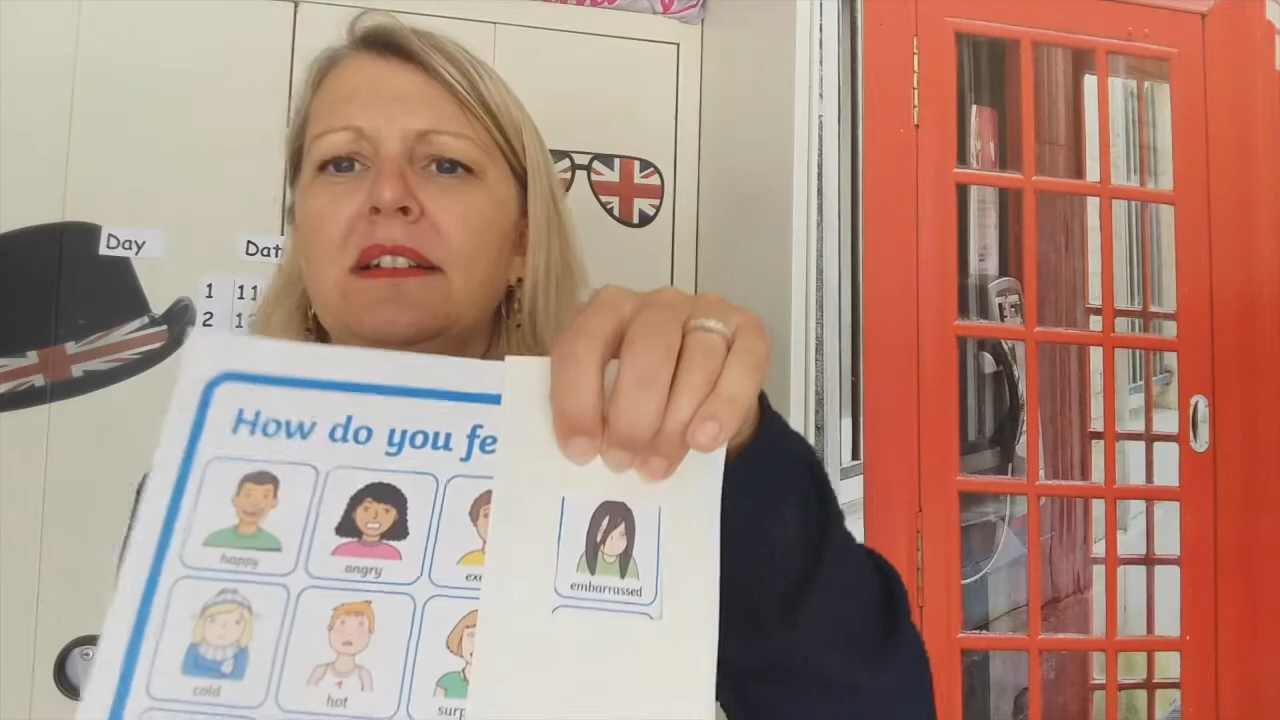 Day
Dat
1 11
2 1
How do you fe
happy
angry
embarrassed
cold
hot